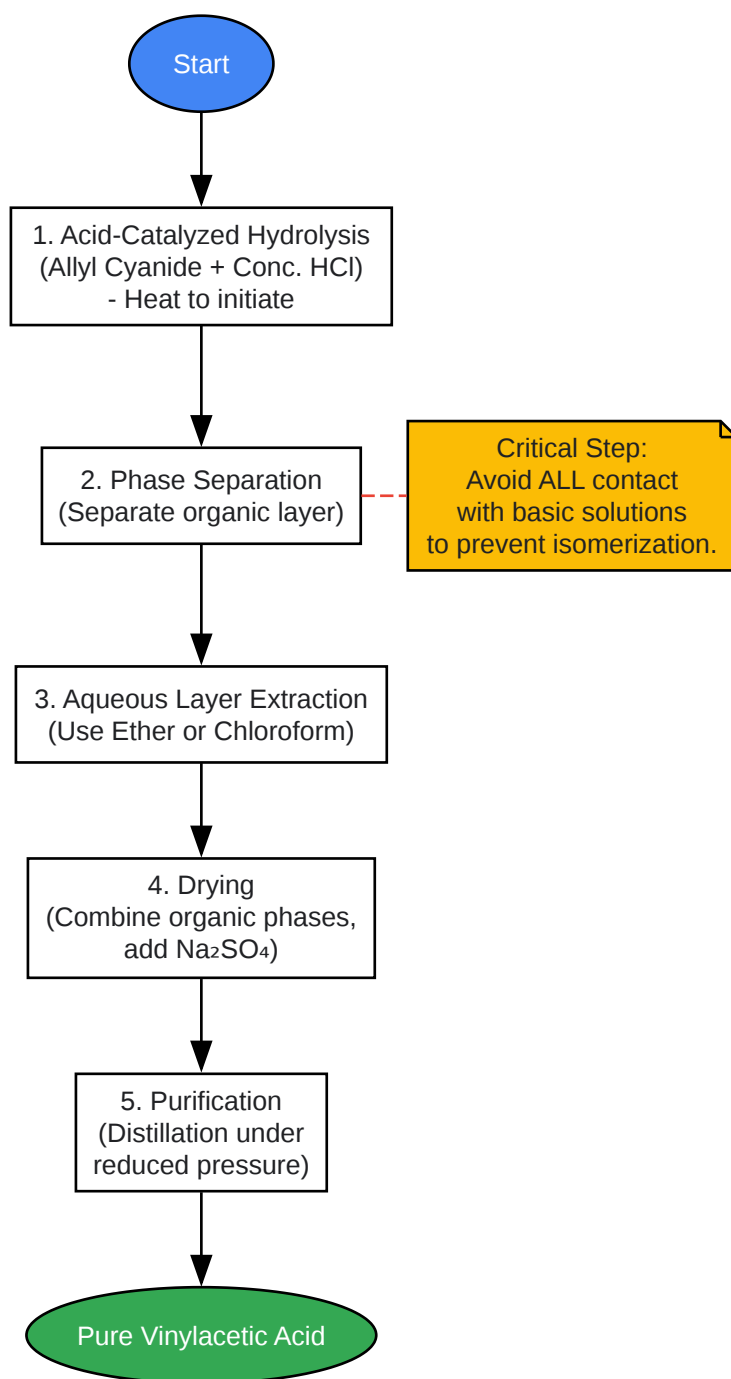 Start
1. Acid-Catalyzed Hydrolysis
(Allyl Cyanide + Conc. HCl)
- Heat to initiate
2. Phase Separation
(Separate organic layer)
Critical Step:
Avoid ALL contact
with basic solutions
to prevent isomerization.
3. Aqueous Layer Extraction
(Use Ether or Chloroform)
4. Drying
(Combine organic phases,
add Na₂SO₄)
5. Purification
(Distillation under
reduced pressure)
Pure Vinylacetic Acid